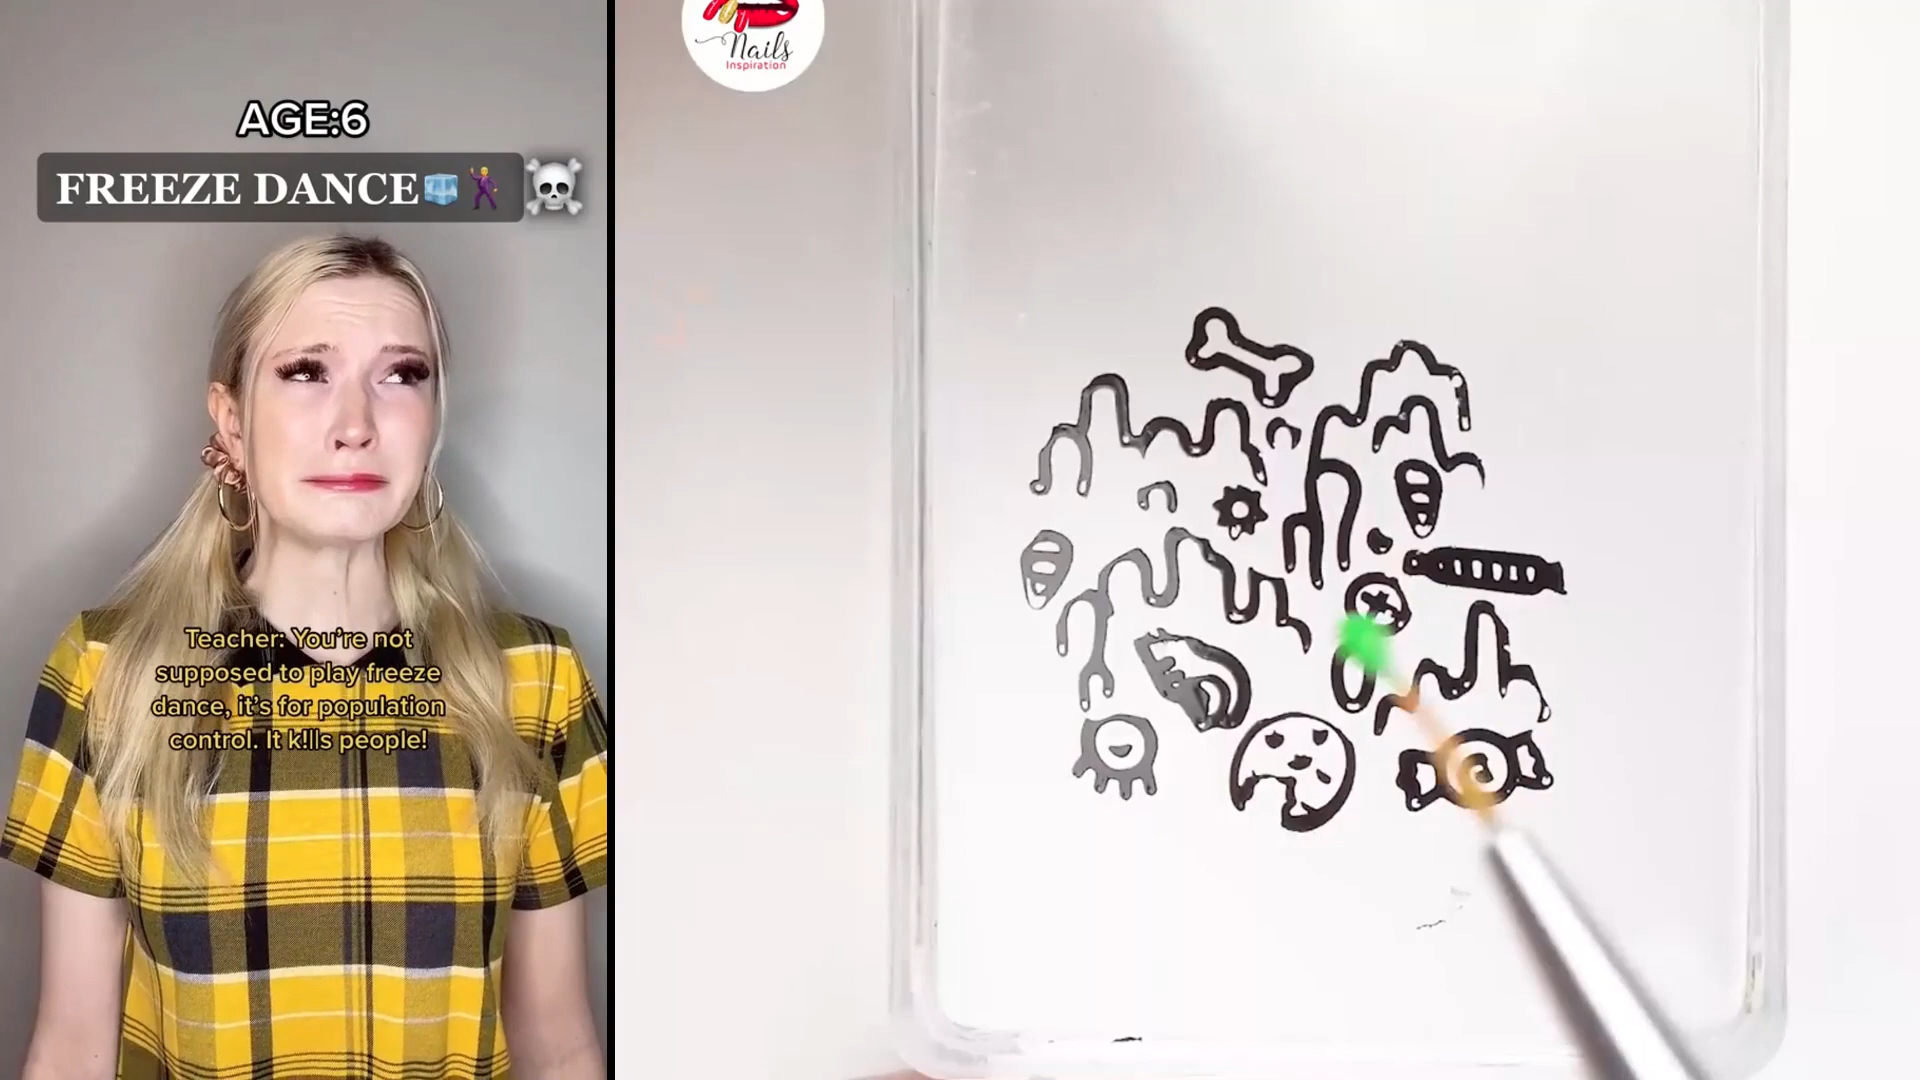 AGE:6
FREEZE DANCE🧊🕺☠️
Teacher: You're not
supposed to play freeze
dance, it's for population
control. It k!lls people!
Nails
Inspiration